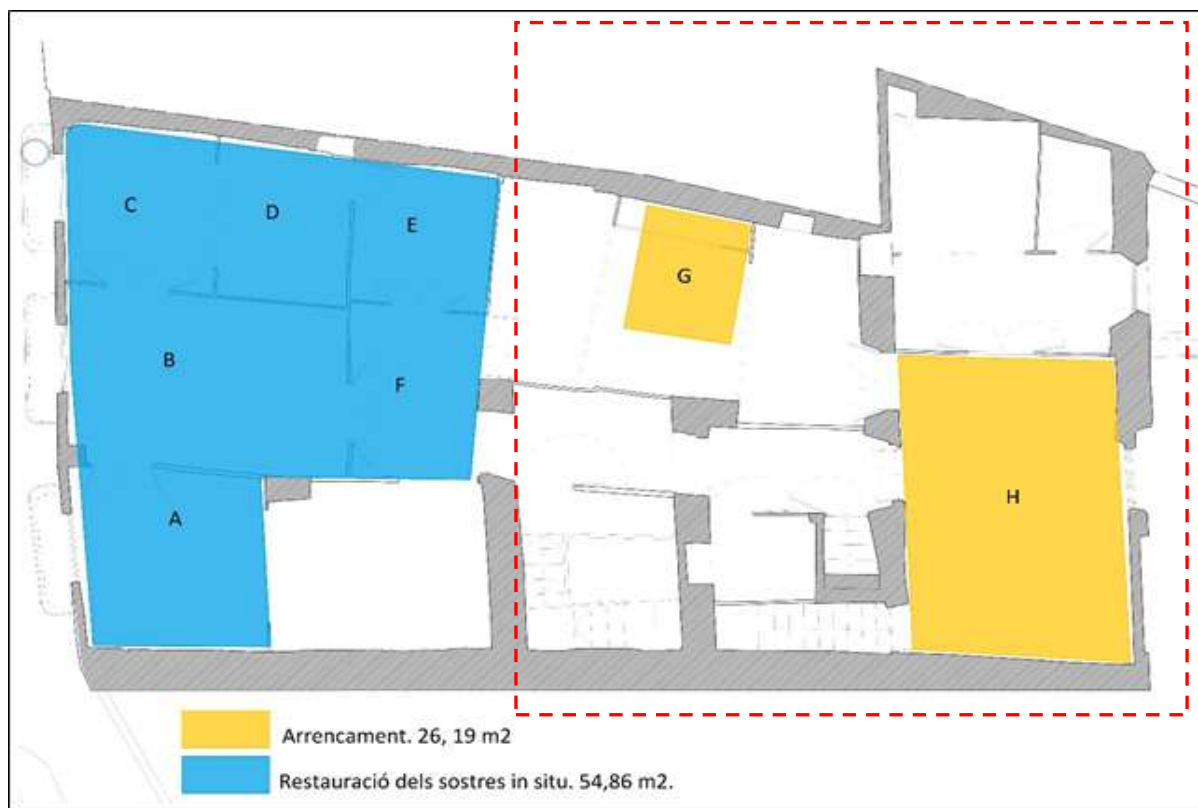 C
D
E
G
B
F
A
H
Arrencament. 26, 19 m2
Restauració dels sostres in situ. 54,86 m2.